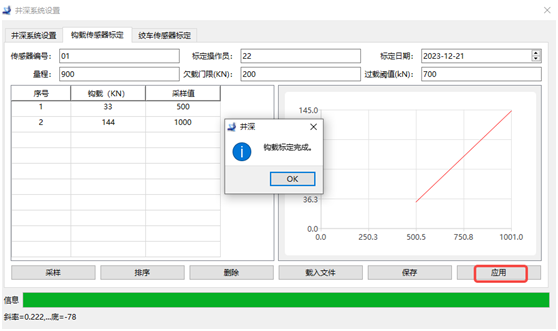 井深系统设置
井深系统设置 钩载传感器标定 绞车传感器标定
传感器编号： 01 标定操作员： 22 标定日期： 2023-12-21
量程： 900 欠载门限(KN)： 200 过载阈值(kN)： 700
序号 钩载（KN） 采样值
1 33 500
2 144 1000
井深
钩载标定完成。
OK
145.0
36.3
0.0
0.0 250.3 500.5 750.8 1001.0
采样 排序 删除 载入文件 保存 应用
信息
斜率=0.222,...底=-78